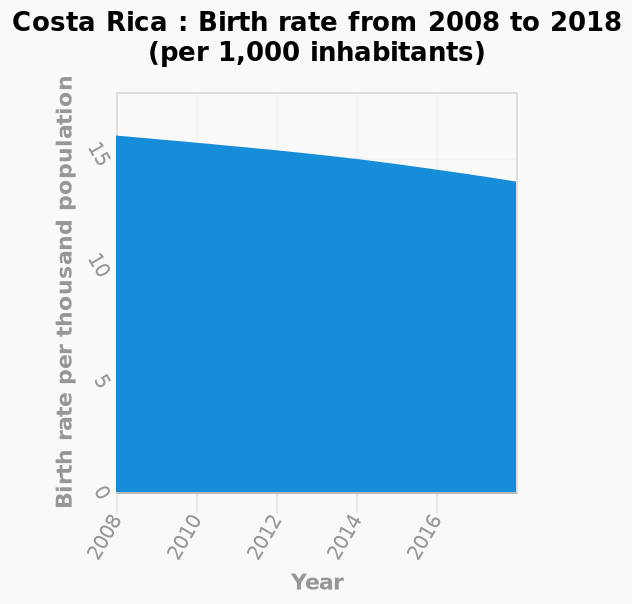 Costa Rica : Birth rate from 2008 to 2018
(per 1,000 inhabitants)
Birth rate per thousand population
15
10
5
0
2008
2010
2012
2014
2016
Year